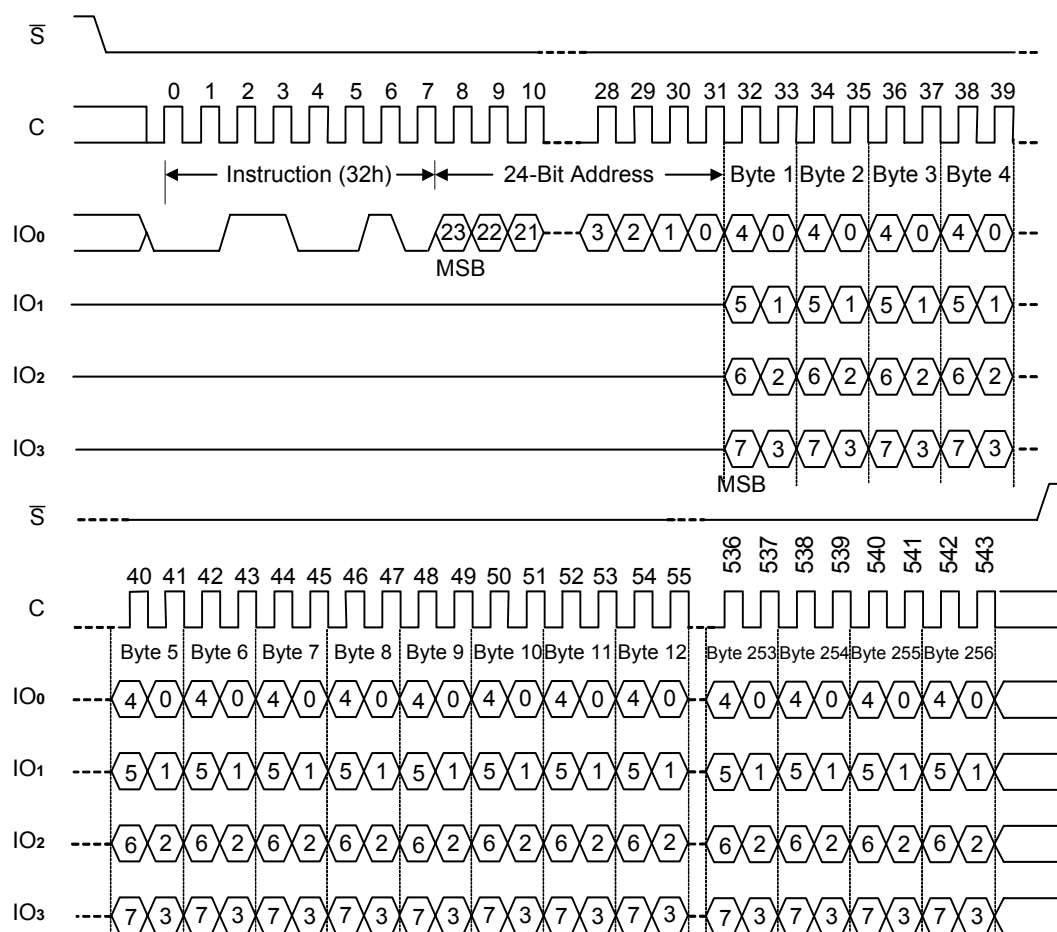 S
0 1 2 3 4 5 6 7 8 9 10 28 29 30 31 32 33 34 35 36 37 38 39
C
Instruction (32h) 24-Bit Address Byte 1 Byte 2 Byte 3 Byte 4
IO0 23 22 21 3 2 1 0 4 0 4 0 4 0 4 0
MSB
IO1 5 1 5 1 5 1 5 1
IO2 6 2 6 2 6 2 6 2
IO3 7 3 7 3 7 3 7 3
MSB
S
536 537 538 539 540 541 542 543
40 41 42 43 44 45 46 47 48 49 50 51 52 53 54 55
C
Byte 5 Byte 6 Byte 7 Byte 8 Byte 9 Byte 10 Byte 11 Byte 12 Byte 253 Byte 254 Byte 255 Byte 256
IO0 4 0 4 0 4 0 4 0 4 0 4 0 4 0 4 0 4 0 4 0 4 0 4 0
IO1 5 1 5 1 5 1 5 1 5 1 5 1 5 1 5 1 5 1 5 1 5 1 5 1
IO2 6 2 6 2 6 2 6 2 6 2 6 2 6 2 6 2 6 2 6 2 6 2 6 2
IO3 7 3 7 3 7 3 7 3 7 3 7 3 7 3 7 3 7 3 7 3 7 3 7 3